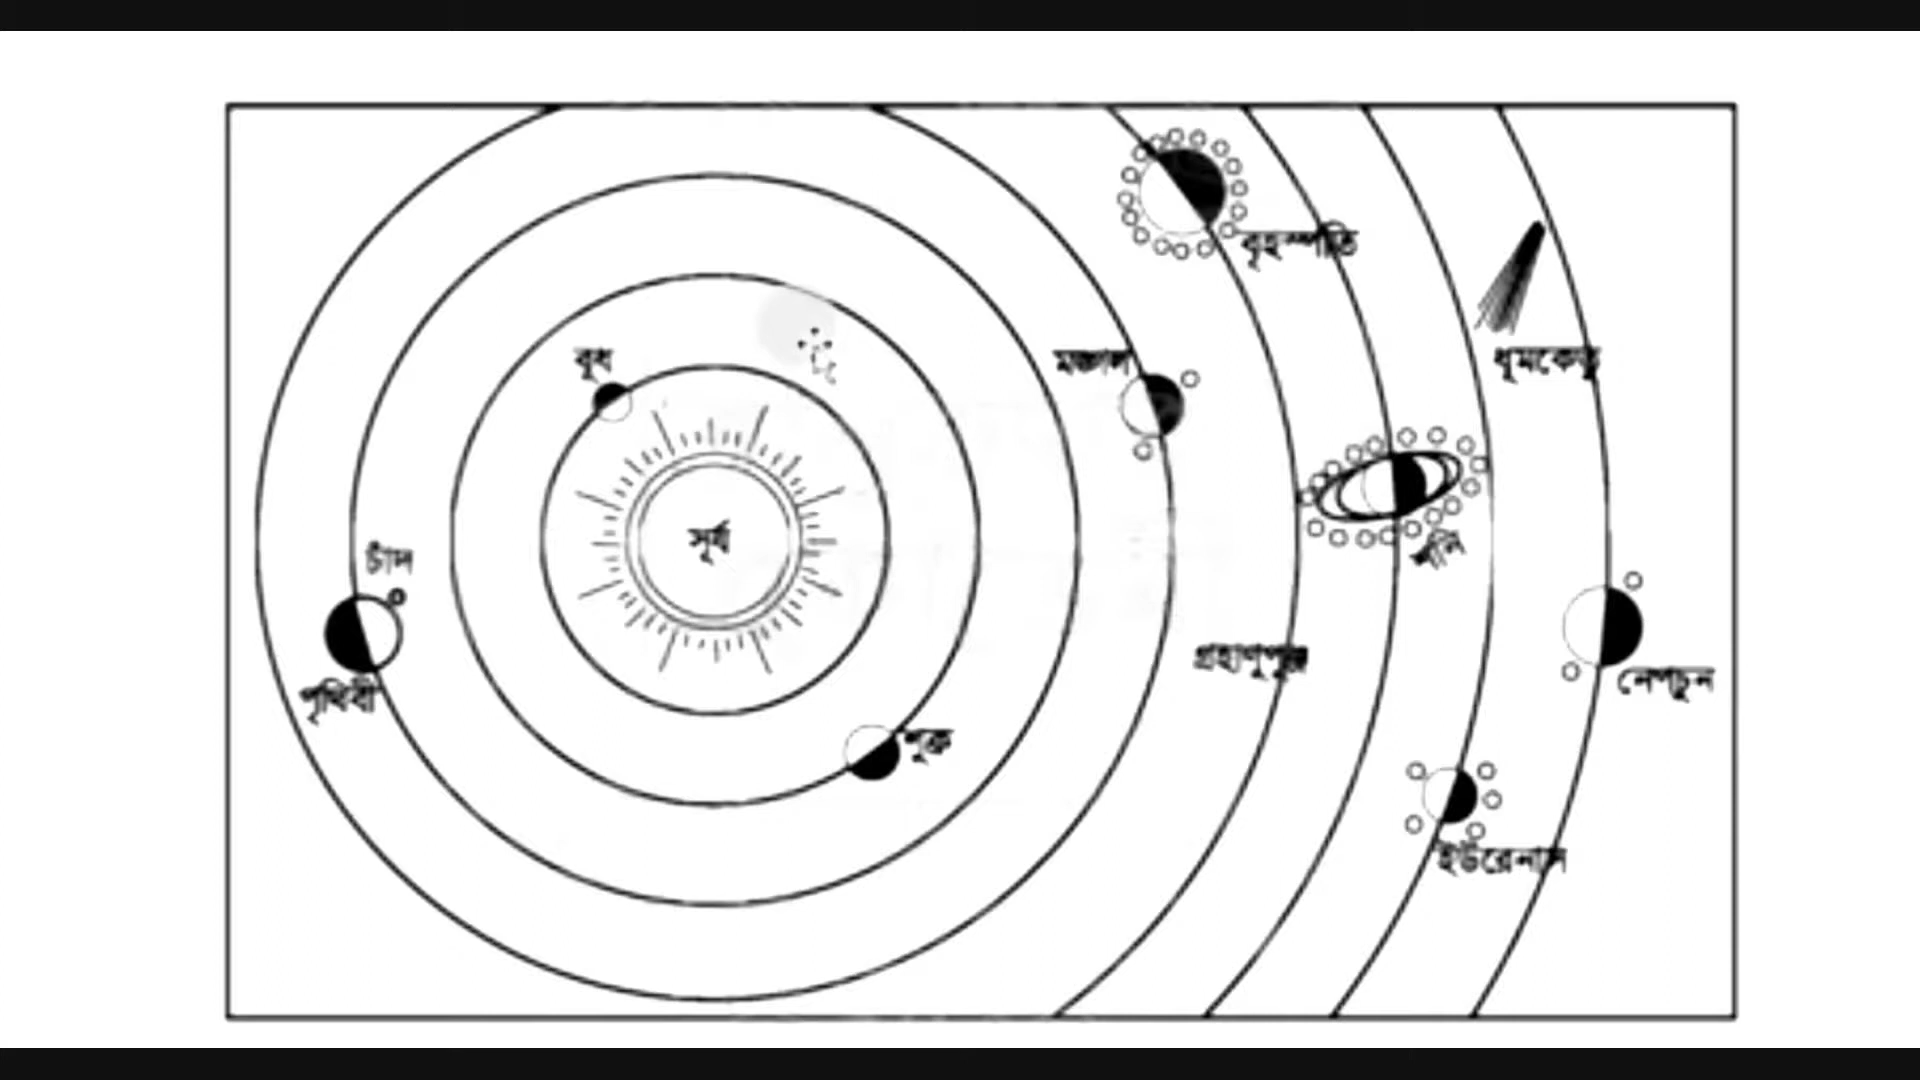 বৃহস্পতি
বুধ
মঙ্গল
ধূমকেতু
সূর্য
চাঁদ
শনি
গ্রহাণুপুঞ্জ
পৃথিবী
নেপচুন
শুক্র
ইউরেনাস